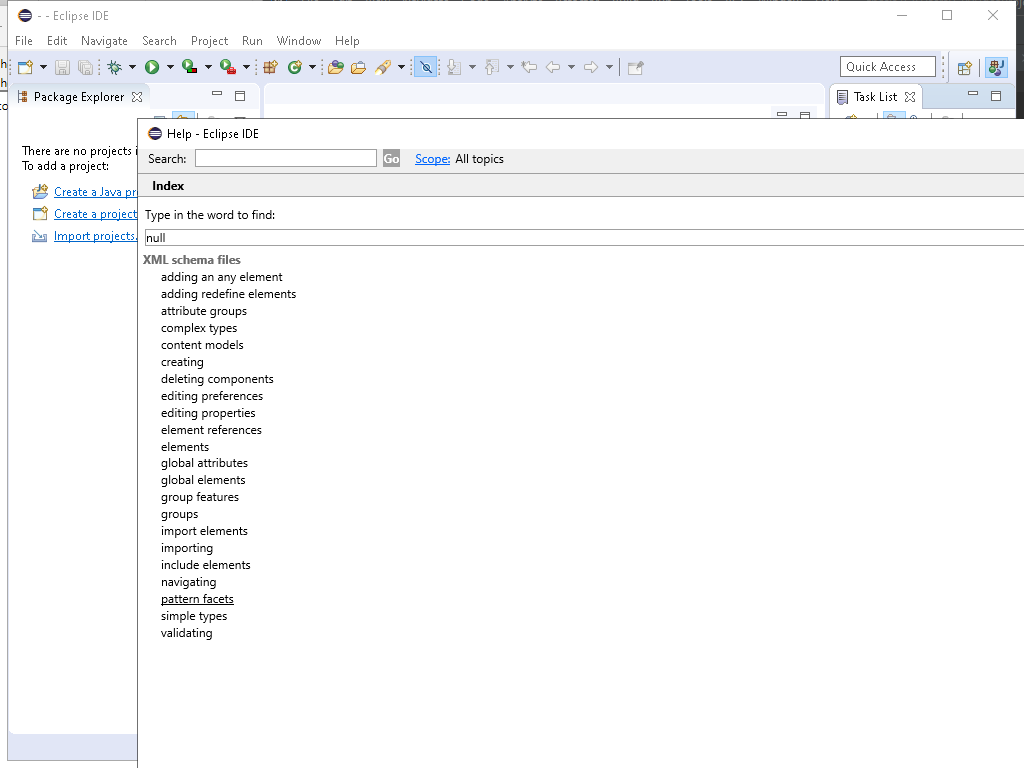 - - Eclipse IDE
File Edit Navigate Search Project Run Window Help
Quick Access
Package Explorer
Task List
There are no projects i
To add a project:
Create a Java pr
Create a project
Import projects.
Help - Eclipse IDE
Search: Go Scope: All topics
Index
Type in the word to find:
null
XML schema files
adding an any element
adding redefine elements
attribute groups
complex types
content models
creating
deleting components
editing preferences
editing properties
element references
elements
global attributes
global elements
group features
groups
import elements
importing
include elements
navigating
pattern facets
simple types
validating